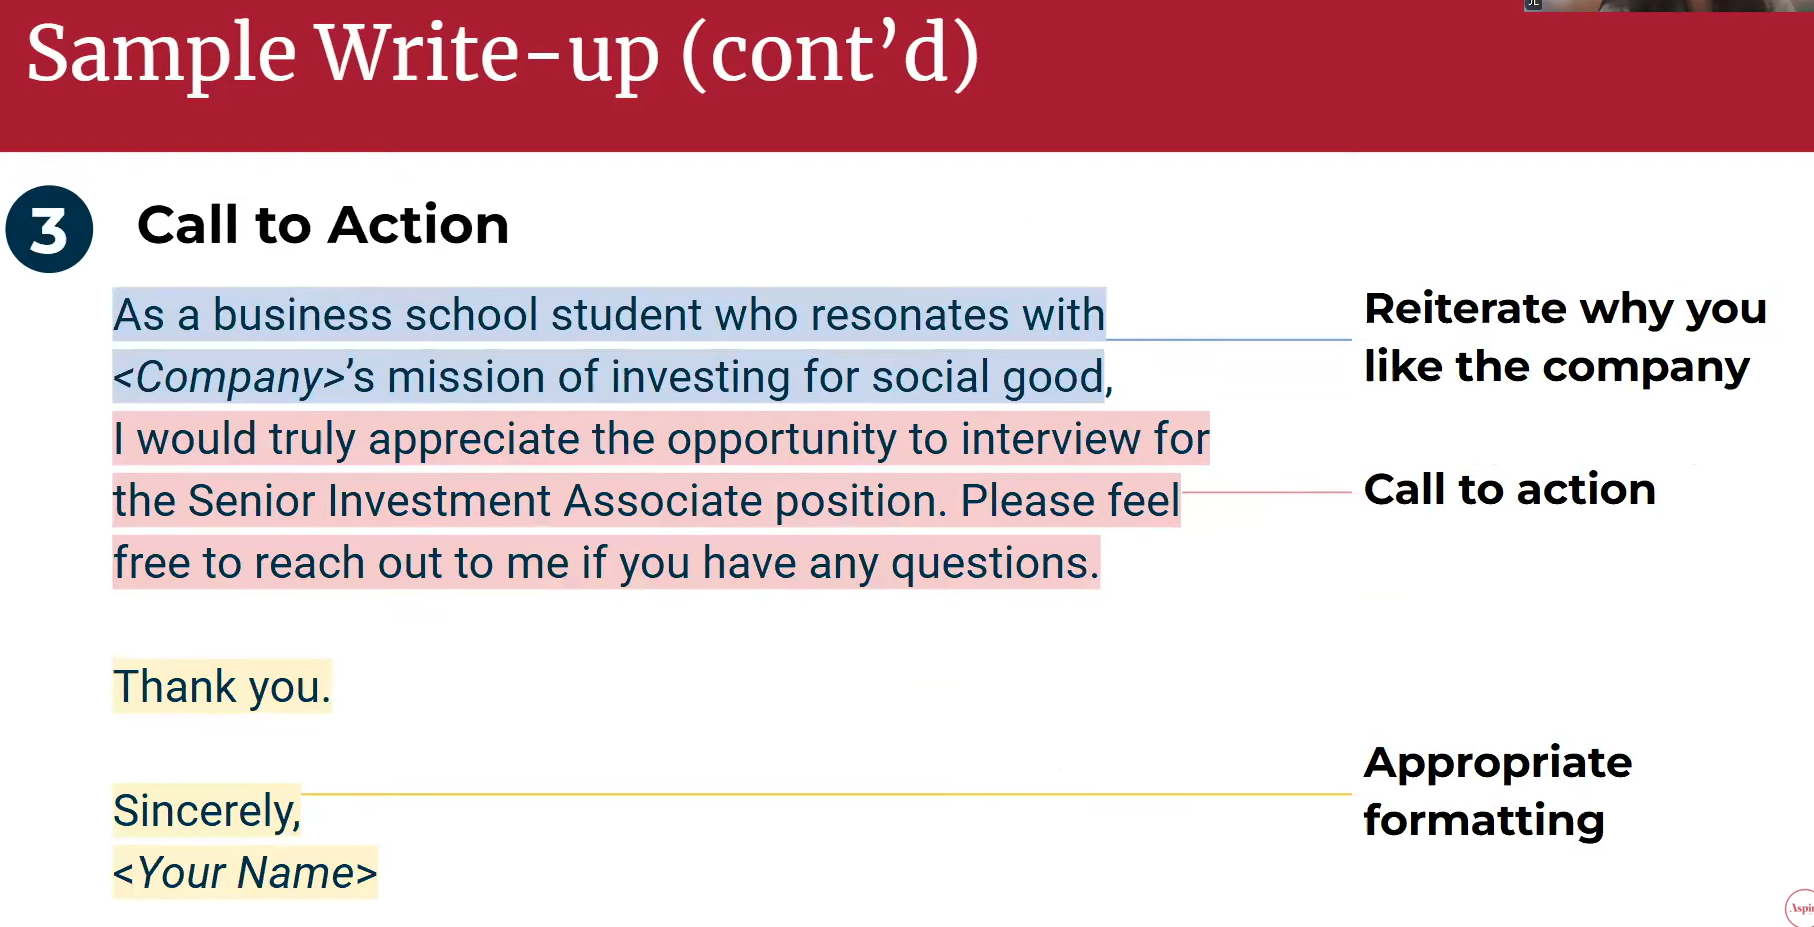 Sample Write-up (cont’d)
3 Call to Action
As a business school student who resonates with
<Company>’s mission of investing for social good,
I would truly appreciate the opportunity to interview for
the Senior Investment Associate position. Please feel
free to reach out to me if you have any questions.
Thank you.
Sincerely,
<Your Name>
Reiterate why you
like the company
Call to action
Appropriate
formatting